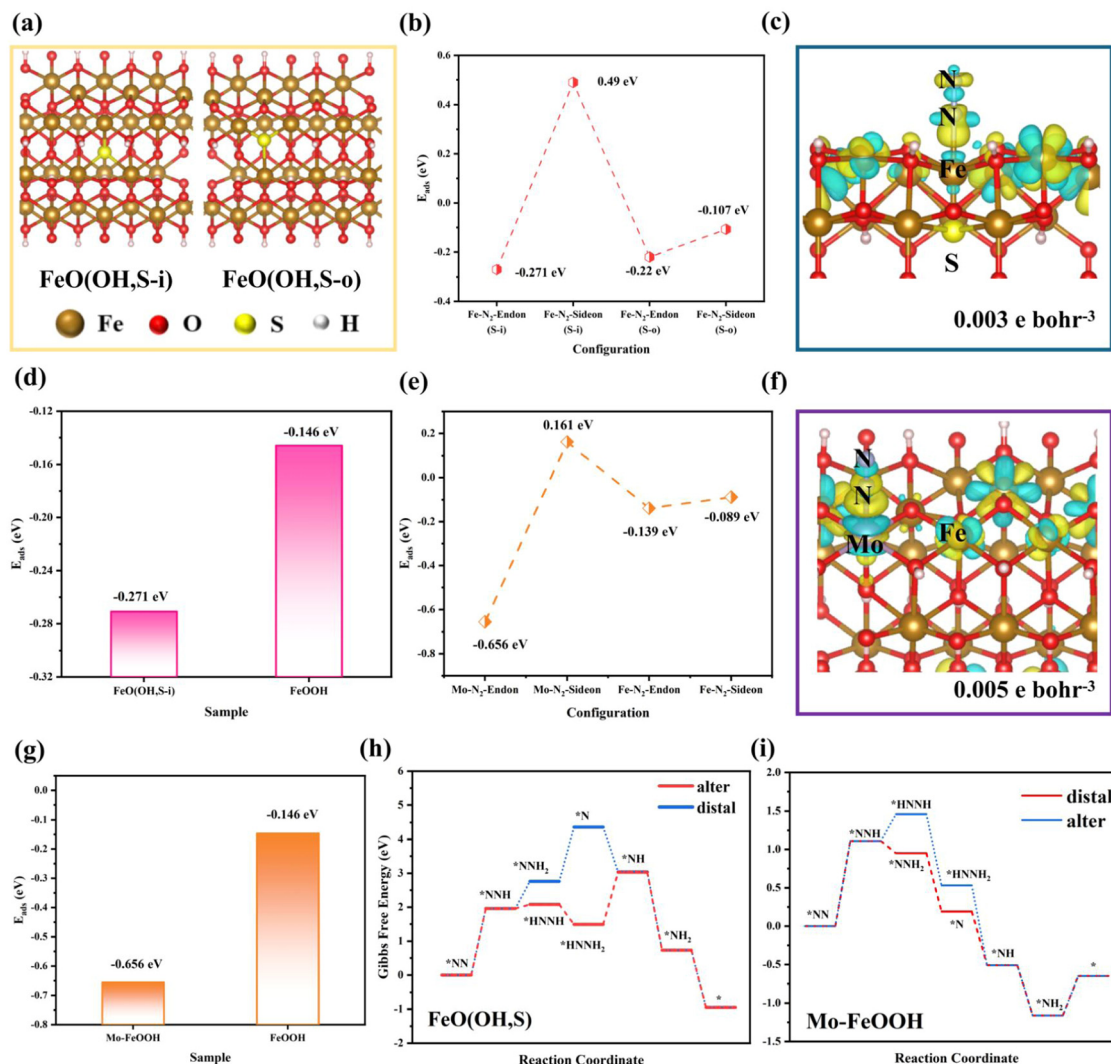 (a)
FeO(OH,S-i) FeO(OH,S-o)
Fe O S H
(b)
0.6
0.4
0.2
0.0
-0.2
-0.4
E_ads (eV)
0.49 eV
-0.271 eV
-0.22 eV
-0.107 eV
Fe-N₂-Endon (S-i)
Fe-N₂-Sideon (S-i)
Fe-N₂-Endon (S-o)
Fe-N₂-Sideon (S-o)
Configuration
(c)
N
N
Fe
S
0.003 e bohr⁻³
(d)
-0.12
-0.16
-0.20
-0.24
-0.28
-0.32
E_ads (eV)
-0.271 eV
-0.146 eV
FeO(OH,S-i) FeOOH
Sample
(e)
0.2
0.0
-0.2
-0.4
-0.6
-0.8
E_ads (eV)
-0.656 eV
0.161 eV
-0.139 eV
-0.089 eV
Mo-N₂-Endon Mo-N₂-Sideon Fe-N₂-Endon Fe-N₂-Sideon
Configuration
(f)
N
N
Mo Fe
0.005 e bohr⁻³
(g)
0.0
-0.1
-0.2
-0.3
-0.4
-0.5
-0.6
-0.7
-0.8
E_ads (eV)
-0.656 eV
-0.146 eV
Mo-FeOOH FeOOH
Sample
(h)
6
5
4
3
2
1
0
-1
-2
Gibbs Free Energy (eV)
alter
distal
*NN
*NNH
*NNH₂
*HNNH
*N
*HNNH₂
*NH
*NH₂
*
FeO(OH,S)
Reaction Coordinate
(i)
2.0
1.5
1.0
0.5
0.0
-0.5
-1.0
-1.5
distal
alter
*NN
*NNH
*HNNH
*NNH₂
*HNNH₂
*N
*NH
*NH₂
*
Mo-FeOOH
Reaction Coordinate